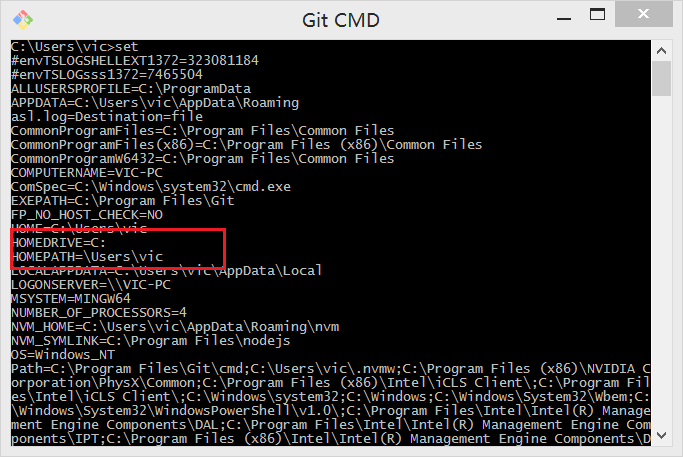 Git CMD
C:\Users\vic>set
#envTSLOGSHELLEXT1372=323081184
#envTSLOGsss1372=7465504
ALLUSERSPROFILE=C:\ProgramData
APPDATA=C:\Users\vic\AppData\Roaming
asl.log=Destination=file
CommonProgramFiles=C:\Program Files\Common Files
CommonProgramFiles(x86)=C:\Program Files (x86)\Common Files
CommonProgramW6432=C:\Program Files\Common Files
COMPUTERNAME=VIC-PC
ComSpec=C:\Windows\system32\cmd.exe
EXEPATH=C:\Program Files\Git
FP_NO_HOST_CHECK=NO
HOME=C:\Users\vic
HOMEDRIVE=C:
HOMEPATH=\Users\vic
LOCALAPPDATA=C:\Users\vic\AppData\Local
LOGONSERVER=\\VIC-PC
MSYSTEM=MINGW64
NUMBER_OF_PROCESSORS=4
NVM_HOME=C:\Users\vic\AppData\Roaming\nvm
NVM_SYMLINK=C:\Program Files\nodejs
OS=Windows_NT
Path=C:\Program Files\Git\cmd;C:\Users\vic\.nvmw;C:\Program Files (x86)\NVIDIA C
orporation\PhysX\Common;C:\Program Files (x86)\Intel\iCLS Client\;C:\Program Fil
es\Intel\iCLS Client\;C:\Windows\system32;C:\Windows;C:\Windows\System32\Wbem;C:
\Windows\System32\WindowsPowerShell\v1.0\;C:\Program Files\Intel\Intel(R) Manage
ment Engine Components\DAL;C:\Program Files\Intel\Intel(R) Management Engine Com
ponents\IPT;C:\Program Files (x86)\Intel\Intel(R) Management Engine Components\D